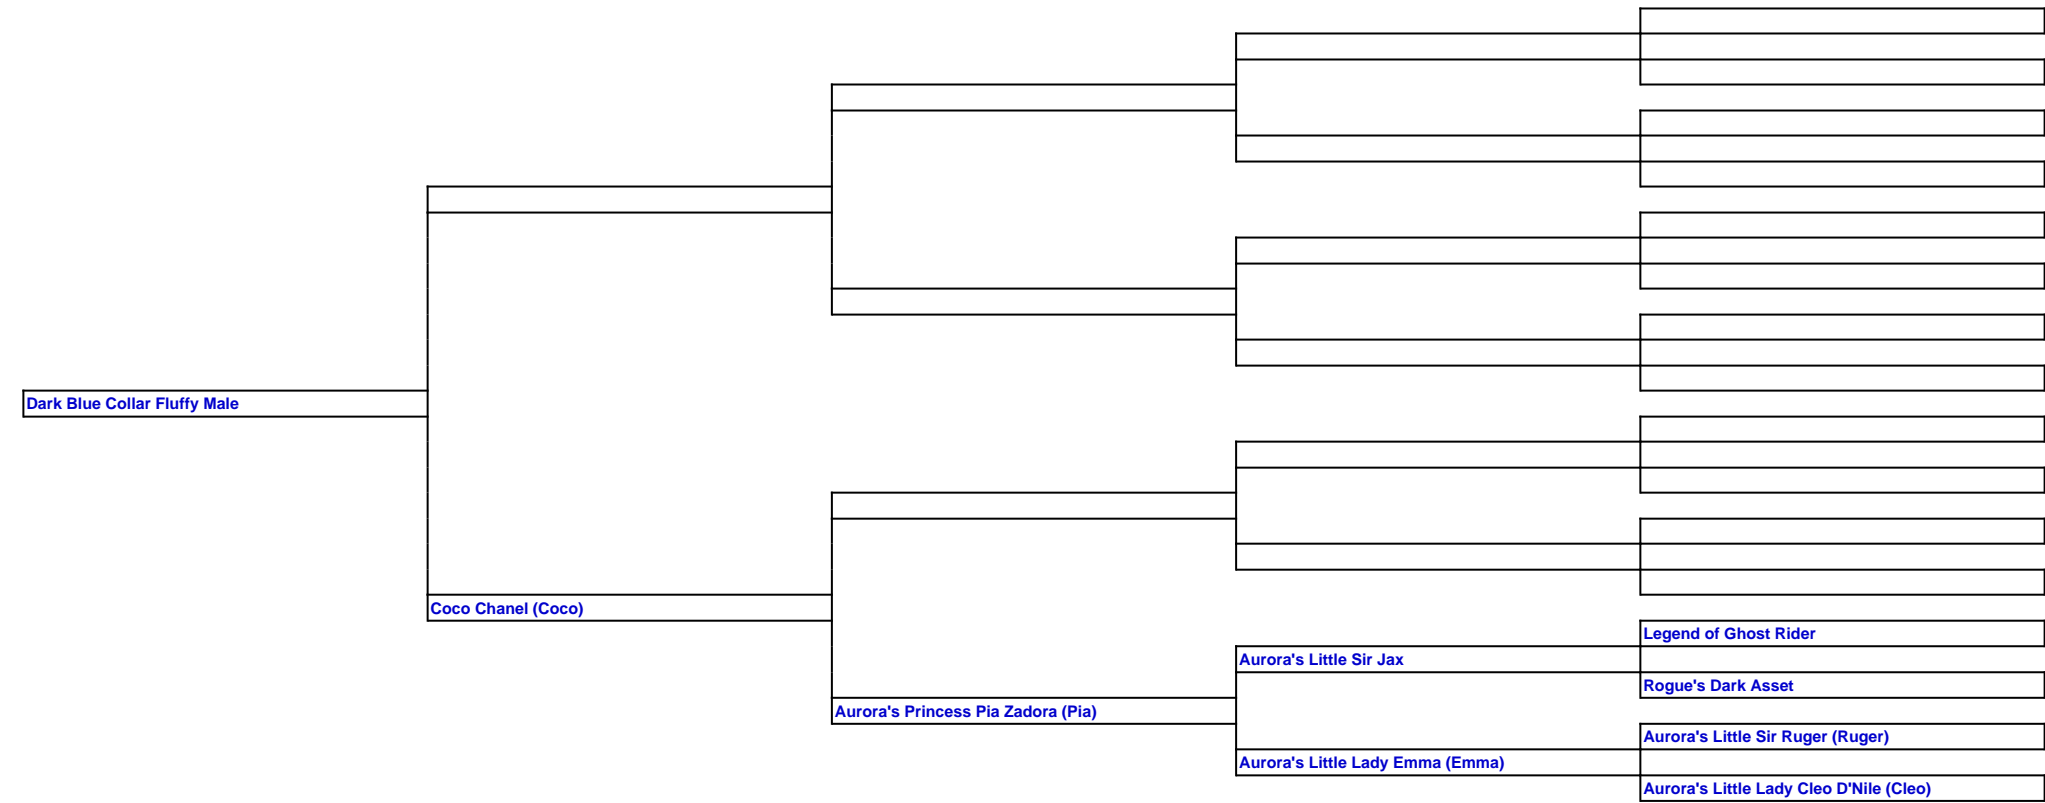 Dark Blue Collar Fluffy Male
Coco Chanel (Coco)
Legend of Ghost Rider
Aurora's Little Sir Jax
Rogue's Dark Asset
Aurora's Princess Pia Zadora (Pia)
Aurora's Little Sir Ruger (Ruger)
Aurora's Little Lady Emma (Emma)
Aurora's Little Lady Cleo D'Nile (Cleo)